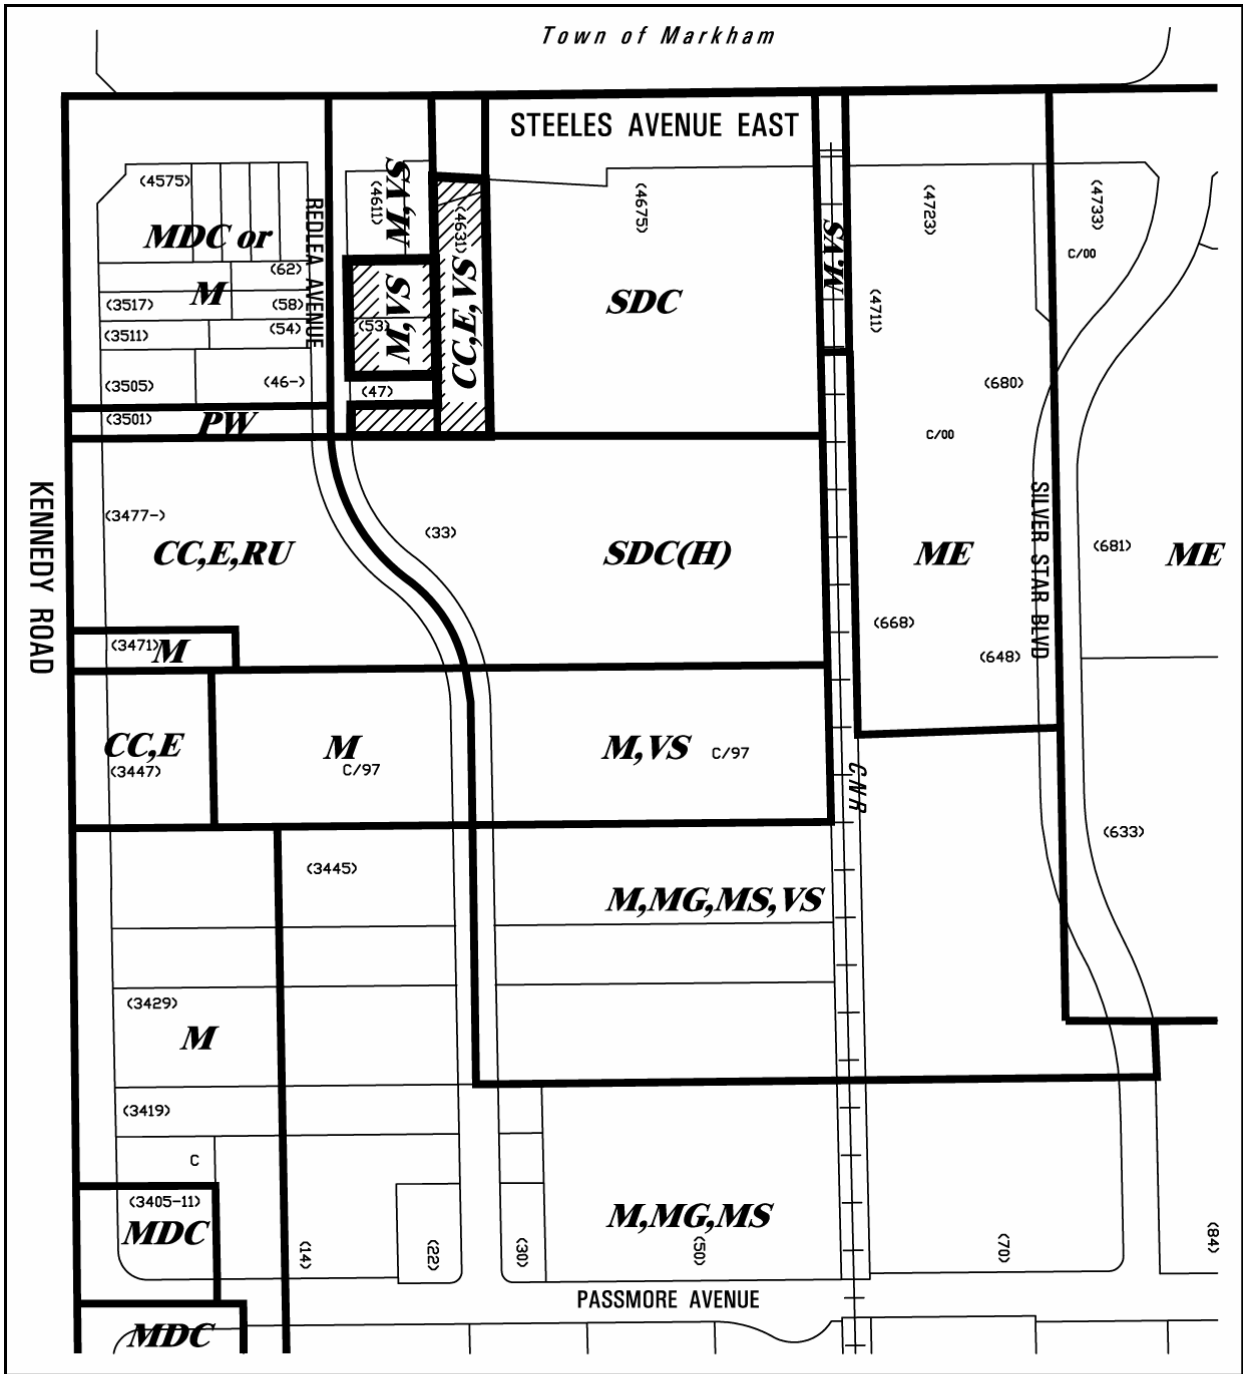 Town of Markham
STEELES AVENUE EAST
(4575)
MDC or
M
(62)
(3517)
(58)
(3511)
(54)
(3505)
(46-)
(3501)
PW
REDLEA AVENUE
(4611)
M,VS
(53)
M,VS
(47)
(4631)
CC,E,VS
(4675)
SDC
M,VS
(4723)
(4711)
(4733)
C/00
(680)
C/00
KENNEDY ROAD
(3477-)
CC,E,RU
(33)
SDC(H)
ME
SILVER STAR BLVD
(681)
ME
(668)
(648)
(3471)
M
CC,E
(3447)
M
C/97
M,VS
C/97
CNR
(633)
(3445)
M,MG,MS,VS
(3429)
M
(3419)
C
(3405-11)
MDC
(14)
(22)
(30)
M,MG,MS
(50)
(70)
(84)
PASSMORE AVENUE
MDC